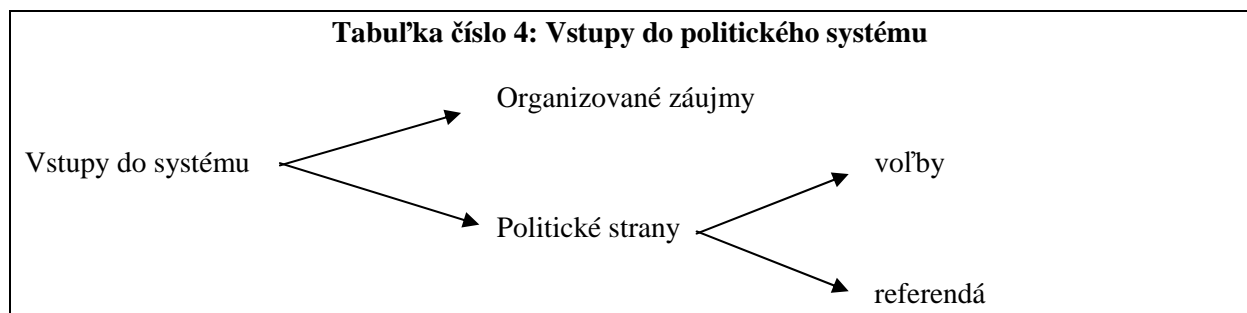 Tabuľka číslo 4: Vstupy do politického systému
Organizované záujmy
Vstupy do systému
voľby
Politické strany
referendá